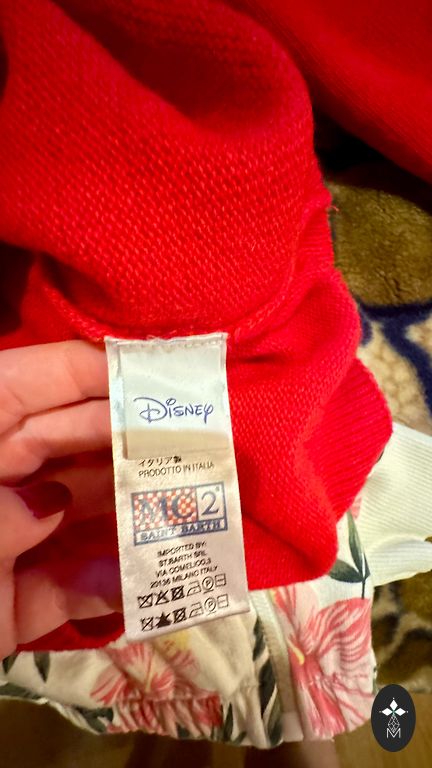 Disney
イタリア製
PRODOTTO IN ITALIA
MC2
SAINT BARTH
IMPORTED BY:
ST.BARTH SRL
VIA COMELICO,3
20135 MILANO ITALY
M